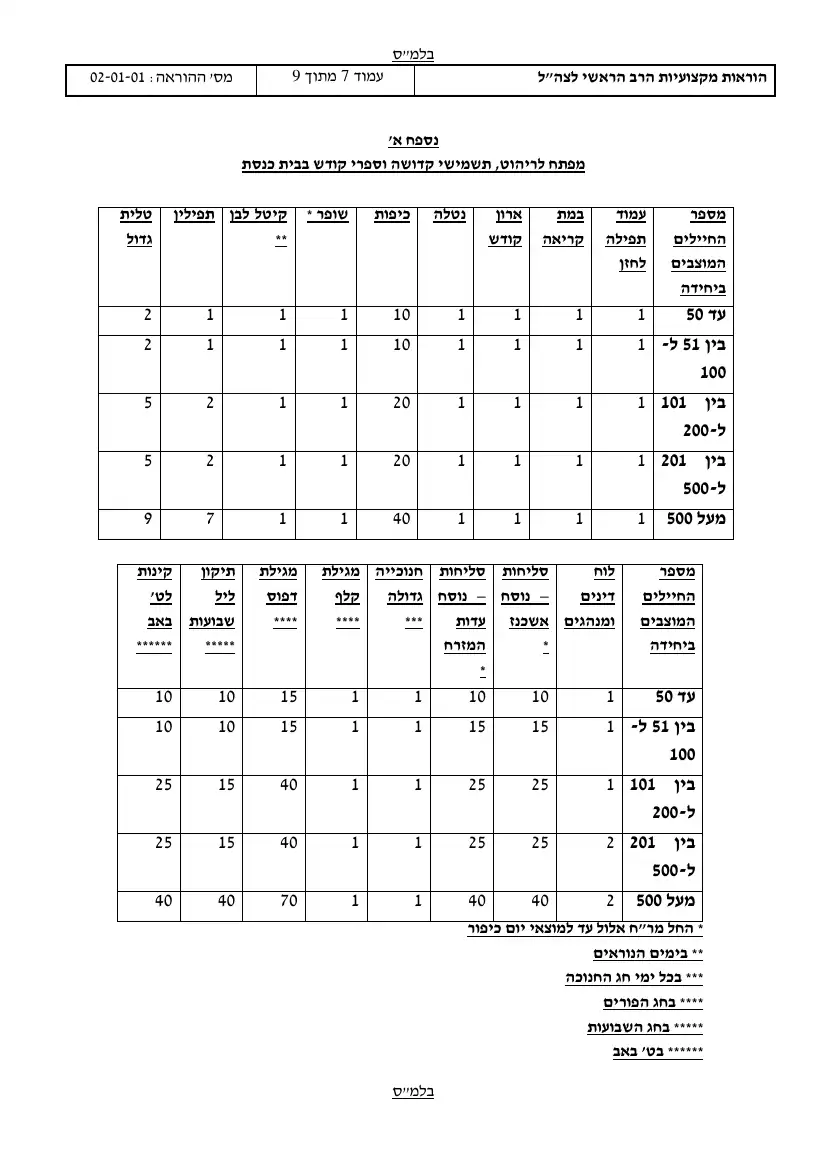 בלמ"ס
הוראות מקצועיות הרב הראשי לצה"ל עמוד 7 מתוך 9 מס' ההוראה : 02-01-01
נספח א'
מפתח לריהוט, תשמישי קדושה וספרי קודש בבית כנסת
מספר עמוד במת ארון נטלה כיפות שופר * קיטל לבן תפילין טלית
החיילים תפילה קריאה קודש ** גדול
המוצבים לחזן
ביחידה
עד 50 1 1 1 1 10 1 1 1 2
בין 51 ל- 1 1 1 1 10 1 1 1 2
100
בין 101 1 1 1 1 20 1 1 2 5
ל-200
בין 201 1 1 1 1 20 1 1 2 5
ל-500
מעל 500 1 1 1 1 40 1 1 7 9
מספר לוח סליחות סליחות חנוכייה מגילת מגילת תיקון קינות
החיילים דינים – נוסח – נוסח גדולה קלף דפוס ליל לט'
המוצבים ומנהגים אשכנז עדות *** **** **** שבועות באב
ביחידה * המזרח ***** ******
*
עד 50 1 10 10 1 1 15 10 10
בין 51 ל- 1 15 15 1 1 15 10 10
100
בין 101 1 25 25 1 1 40 15 25
ל-200
בין 201 2 25 25 1 1 40 15 25
ל-500
מעל 500 2 40 40 1 1 70 40 40
* החל מר"ח אלול עד למוצאי יום כיפור
** בימים הנוראים
*** בכל ימי חג החנוכה
**** בחג הפורים
***** בחג השבועות
****** בט' באב
בלמ"ס